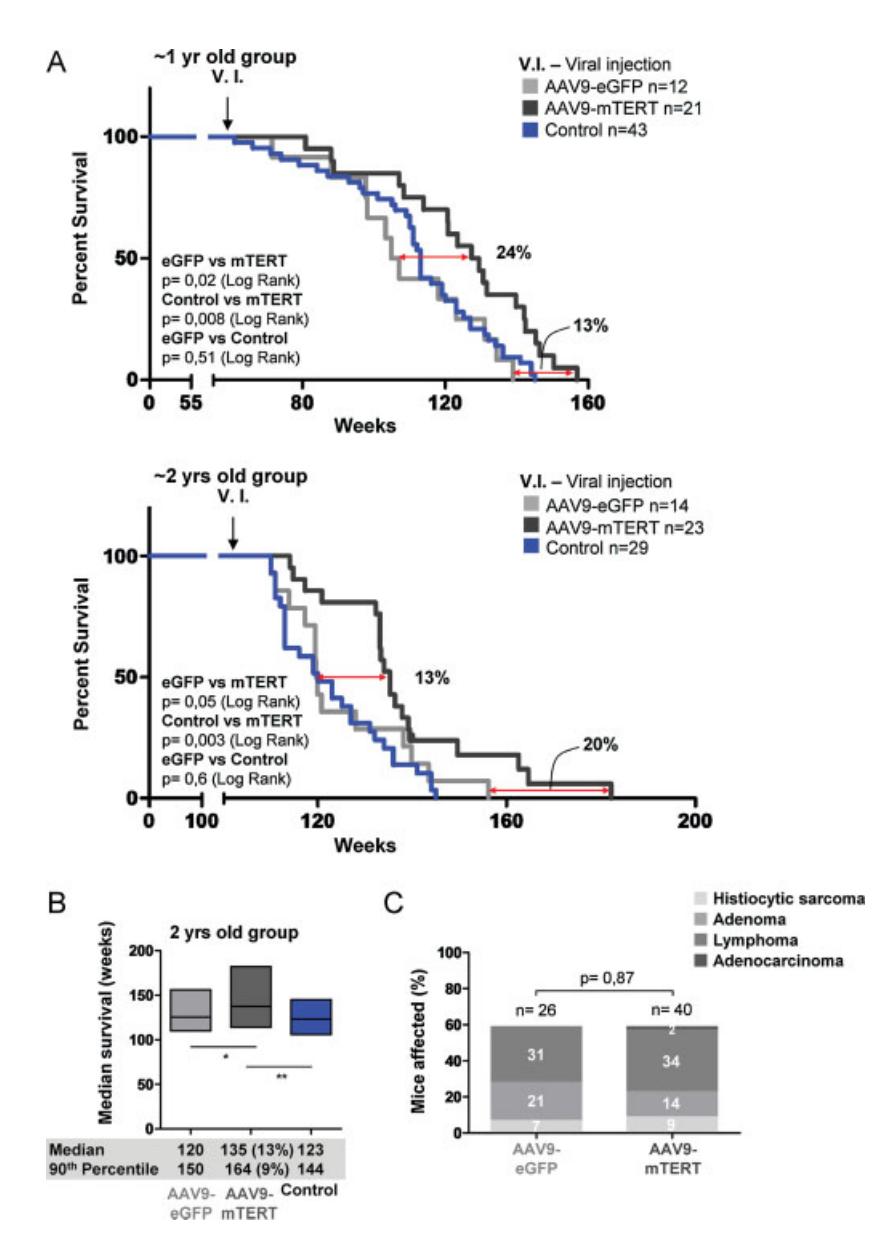 A
~1 yr old group
V. I.
V.I. – Viral injection
AAV9-eGFP n=12
AAV9-mTERT n=21
Control n=43
Percent Survival
100
50
0
24%
13%
eGFP vs mTERT
p= 0,02 (Log Rank)
Control vs mTERT
p= 0,008 (Log Rank)
eGFP vs Control
p= 0,51 (Log Rank)
0 55 80 120 160
Weeks
~2 yrs old group
V. I.
V.I. – Viral injection
AAV9-eGFP n=14
AAV9-mTERT n=23
Control n=29
Percent Survival
100
50
0
13%
20%
eGFP vs mTERT
p= 0,05 (Log Rank)
Control vs mTERT
p= 0,003 (Log Rank)
eGFP vs Control
p= 0,6 (Log Rank)
0 100 120 160 200
Weeks
B
2 yrs old group
Median survival (weeks)
200
150
100
50
0
*
**
Median 120 135 (13%) 123
90th Percentile 150 164 (9%) 144
AAV9-eGFP
AAV9-mTERT
Control
C
Histiocytic sarcoma
Adenoma
Lymphoma
Adenocarcinoma
Mice affected (%)
100
80
60
40
20
0
p= 0,87
n= 26
n= 40
31
21
7
2
34
14
9
AAV9-eGFP
AAV9-mTERT